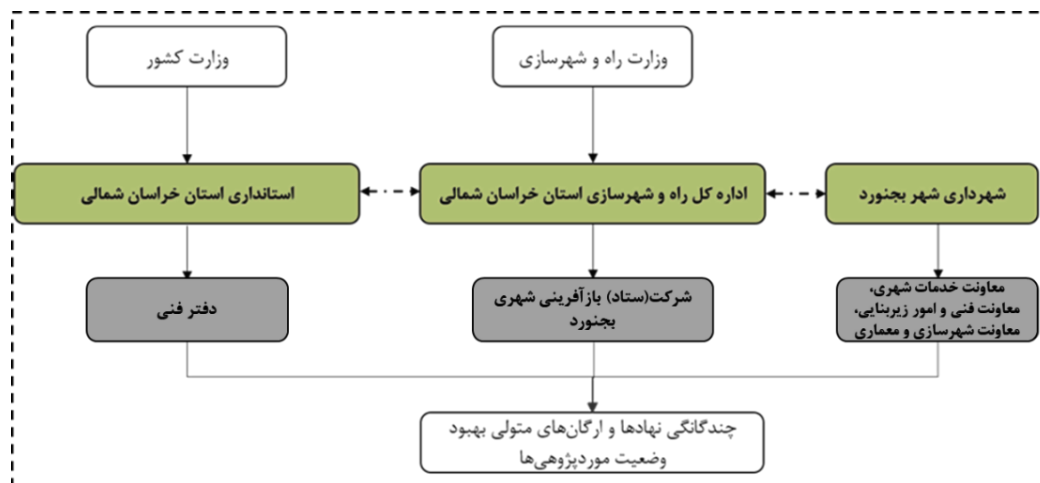 وزارت راه و شهرسازی
وزارت کشور
شهرداری شهر بجنورد
اداره کل راه و شهرسازی استان خراسان شمالی
استانداری استان خراسان شمالی
معاونت خدمات شهری،
معاونت فنی و امور زیربنایی،
معاونت شهرسازی و معماری
شرکت(ستاد) بازآفرینی شهری
بجنورد
دفتر فنی
چندگانگی نهادها و ارگان‌های متولی بهبود
وضعیت موردپژوهی‌ها